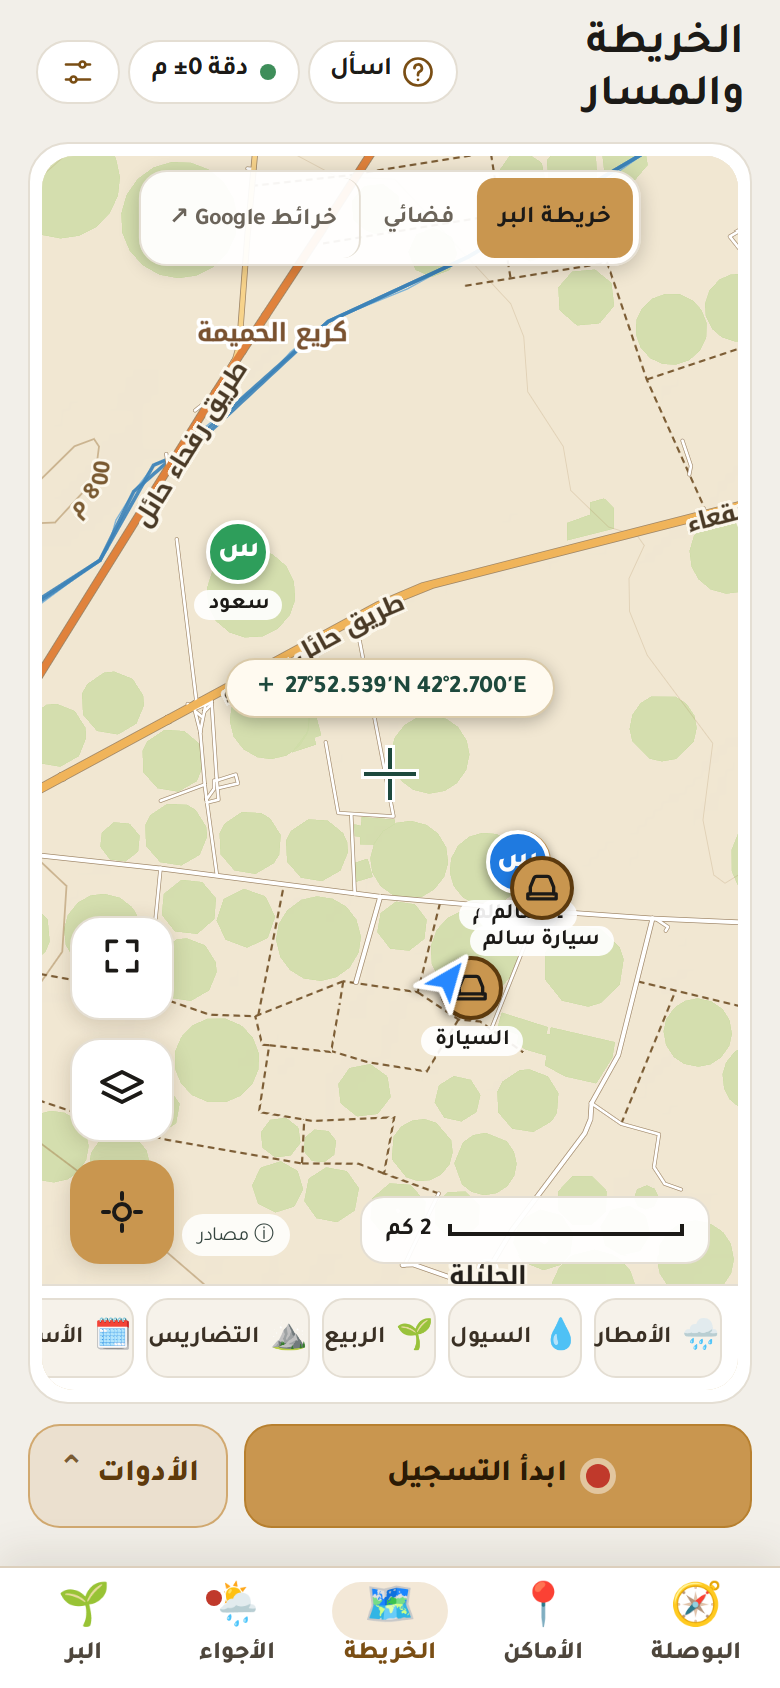 الخريطة
والمسار
اسأل
دقة ±0 م
خريطة البر
فضائي
خرائط Google ↗
كريع الحميمة
طريق رفحاء حائل
800 م
قعاء
س
سعود
طريق حائل
+ 27°52.539′N 42°2.700′E
س
سيارة سالم
السيارة
مصادر
2 كم
الأمطار
السيول
الربيع
التضاريس
الأس
ابدأ التسجيل
الأدوات
البوصلة
الأماكن
الخريطة
الأجواء
البر